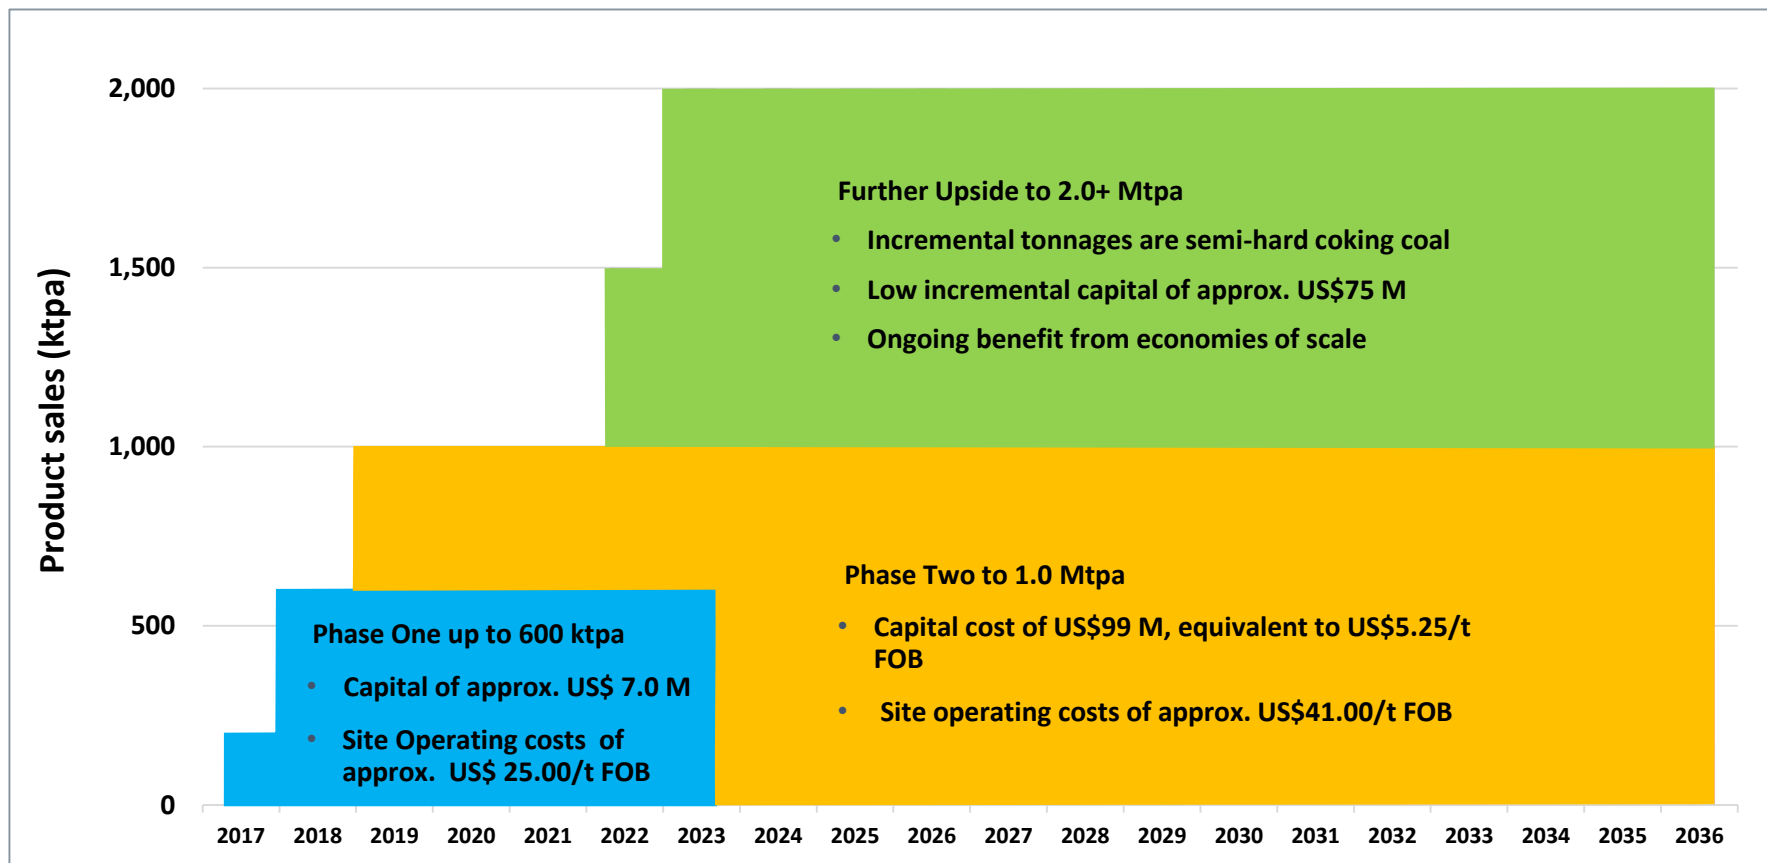 Product sales (ktpa)
2,000
1,500
1,000
500
0
Further Upside to 2.0+ Mtpa
• Incremental tonnages are semi-hard coking coal
• Low incremental capital of approx. US$75 M
• Ongoing benefit from economies of scale
Phase One up to 600 ktpa
• Capital of approx. US$ 7.0 M
• Site Operating costs of
approx. US$ 25.00/t FOB
Phase Two to 1.0 Mtpa
• Capital cost of US$99 M, equivalent to US$5.25/t
FOB
• Site operating costs of approx. US$41.00/t FOB
2017 2018 2019 2020 2021 2022 2023 2024 2025 2026 2027 2028 2029 2030 2031 2032 2033 2034 2035 2036